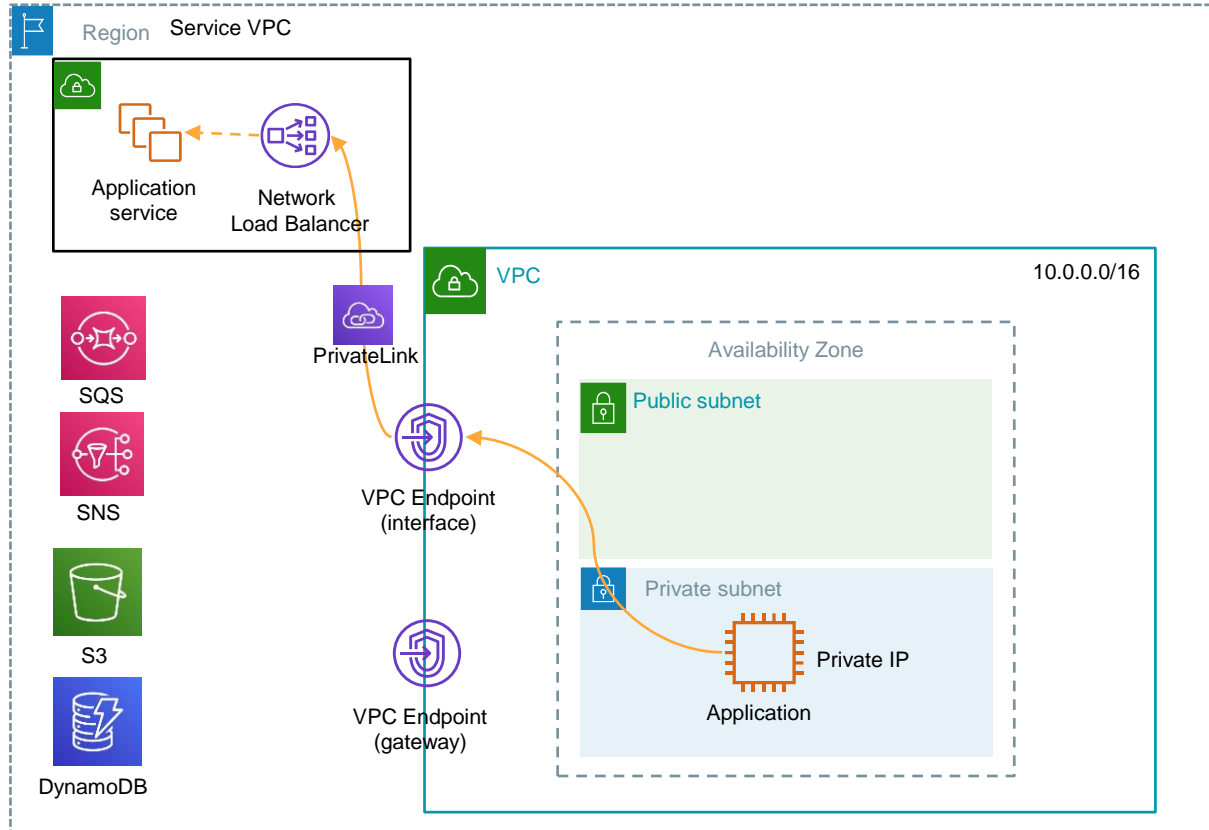 Region
Service VPC
Application
service
Network
Load Balancer
VPC
10.0.0.0/16
PrivateLink
Availability Zone
SQS
Public subnet
SNS
VPC Endpoint
(interface)
Private subnet
S3
Private IP
Application
VPC Endpoint
(gateway)
DynamoDB